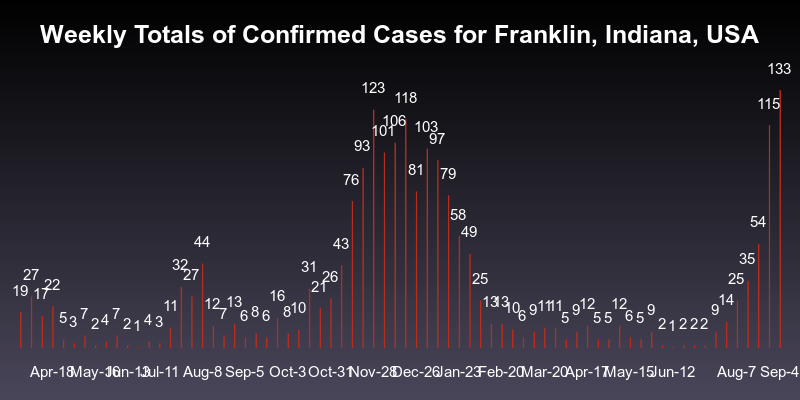 Weekly Totals of Confirmed Cases for Franklin, Indiana, USA
19 27 17 22 5 3 7 2 4 7 2 1 4 3 11 32 27 44 12 7 13 6 8 6 16 8 10 31 21 26 43 76 93 123 101 106 118 81 103 97 79 58 49 25 13 13 10 6 9 11 11 5 9 12 5 5 12 6 5 9 2 1 2 2 2 9 14 25 35 54 115 133
Apr-18 May-16 Jun-13 Jul-11 Aug-8 Sep-5 Oct-3 Oct-31 Nov-28 Dec-26 Jan-23 Feb-20 Mar-20 Apr-17 May-15 Jun-12 Aug-7 Sep-4